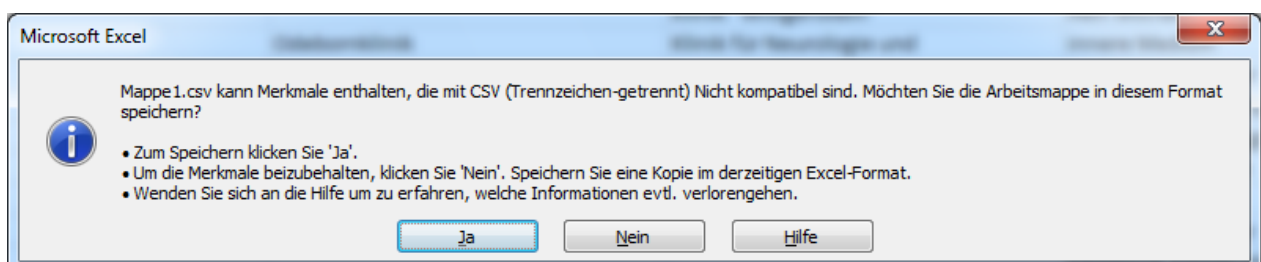 Microsoft Excel
Mappe1.csv kann Merkmale enthalten, die mit CSV (Trennzeichen-getrennt) Nicht kompatibel sind. Möchten Sie die Arbeitsmappe in diesem Format
speichern?
• Zum Speichern klicken Sie 'Ja'.
• Um die Merkmale beizubehalten, klicken Sie 'Nein'. Speichern Sie eine Kopie im derzeitigen Excel-Format.
• Wenden Sie sich an die Hilfe um zu erfahren, welche Informationen evtl. verlorengehen.
Ja Nein Hilfe